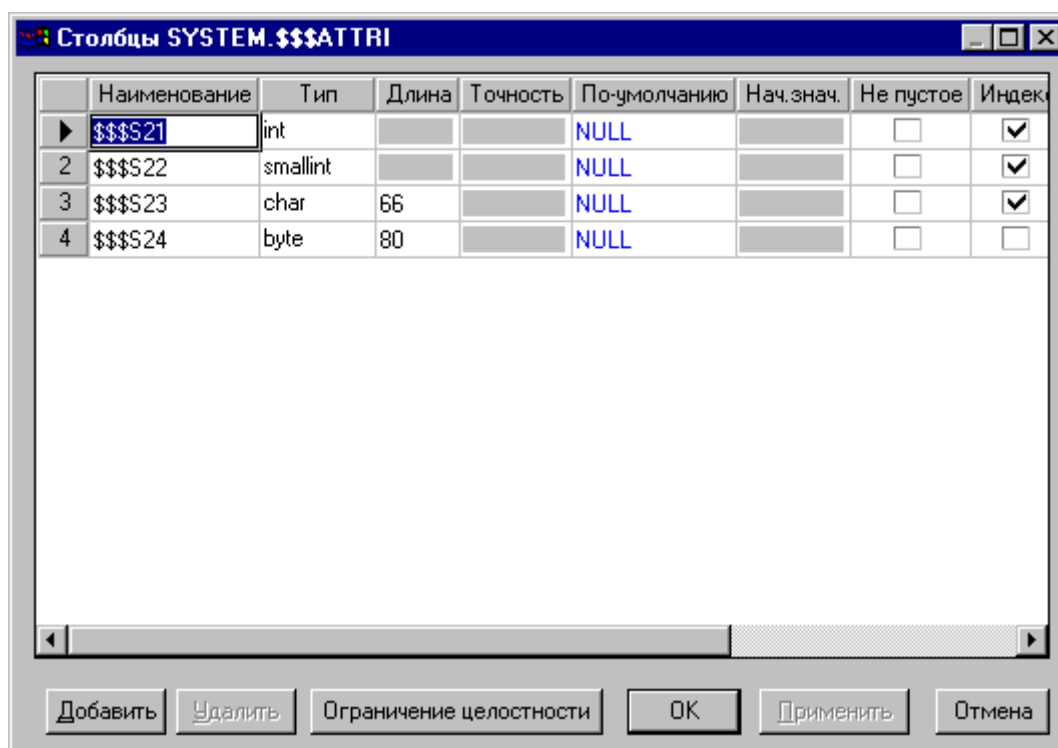 Столбцы SYSTEM.$$$ATTRI
Наименование Тип Длина Точность По-умолчанию Нач.знач. Не пустое Индек
$$$S21 int NULL
2 $$$S22 smallint NULL
3 $$$S23 char 66 NULL
4 $$$S24 byte 80 NULL
Добавить Удалить Ограничение целостности OK Применить Отмена